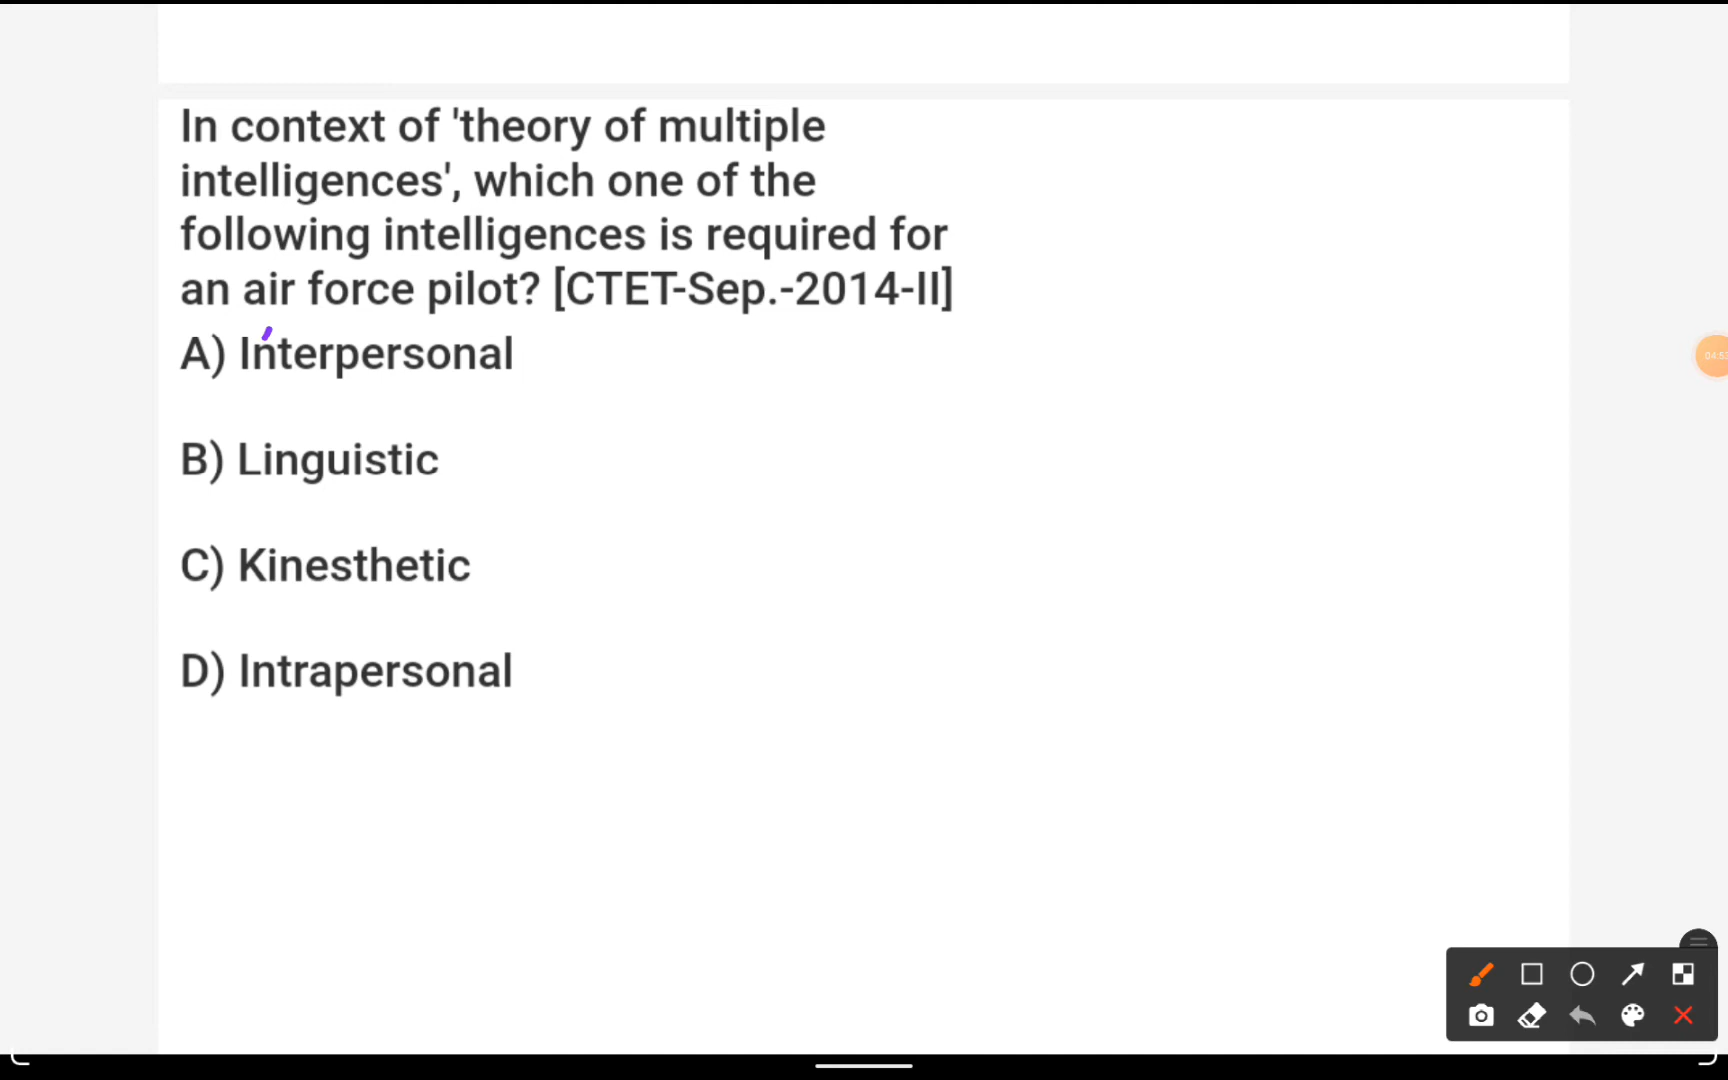 In context of 'theory of multiple
intelligences', which one of the
following intelligences is required for
an air force pilot? [CTET-Sep.-2014-II]
A) Interpersonal
B) Linguistic
C) Kinesthetic
D) Intrapersonal